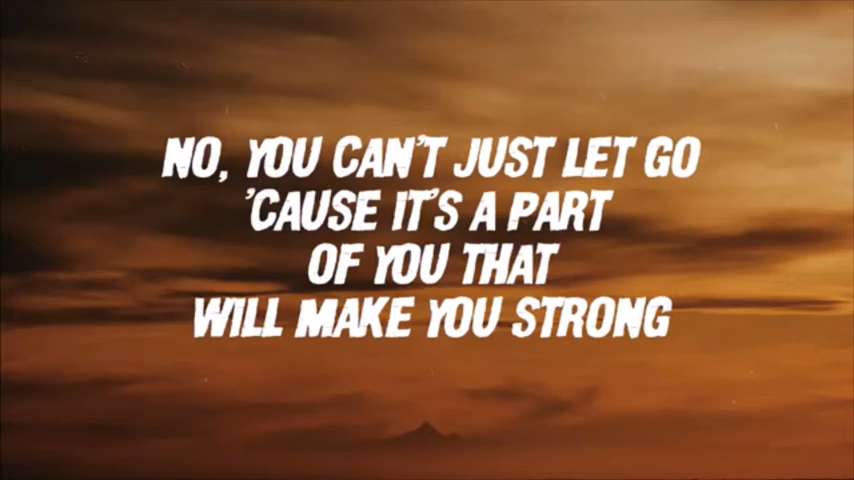 NO, YOU CAN'T JUST LET GO
'CAUSE IT'S A PART
OF YOU THAT
WILL MAKE YOU STRONG